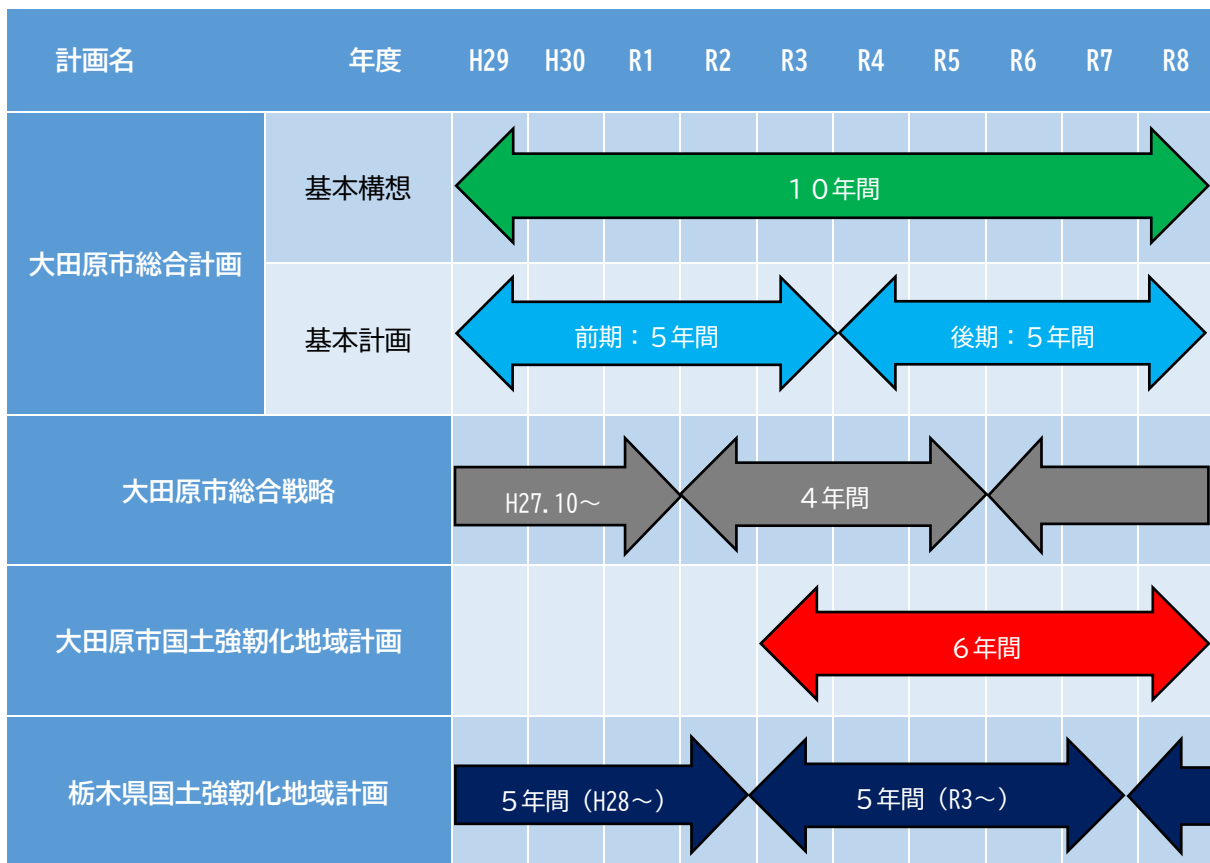 計画名 年度 H29 H30 R1 R2 R3 R4 R5 R6 R7 R8
大田原市総合計画
基本構想
１０年間
基本計画
前期：５年間
後期：５年間
大田原市総合戦略
H27.10～
４年間
大田原市国土強靭化地域計画
６年間
栃木県国土強靭化地域計画
５年間（H28～）
５年間（R3～）